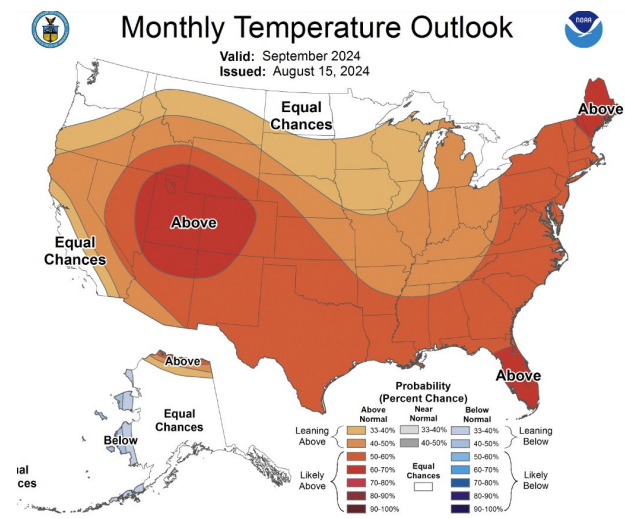 Monthly Temperature Outlook
Valid: September 2024
Issued: August 15, 2024
NOAA
Equal
Chances
Above
Above
Equal
Chances
Above
Above
Equal
Chances
Below
al
ces
Probability
(Percent Chance)
Above
Normal
Near
Normal
Below
Normal
Leaning
Above
33-40%
33-40%
33-40%
Leaning
Below
40-50%
40-50%
40-50%
Likely
Above
50-60%
50-60%
60-70%
60-70%
70-80%
70-80%
80-90%
80-90%
90-100%
90-100%
Equal
Chances
Likely
Below